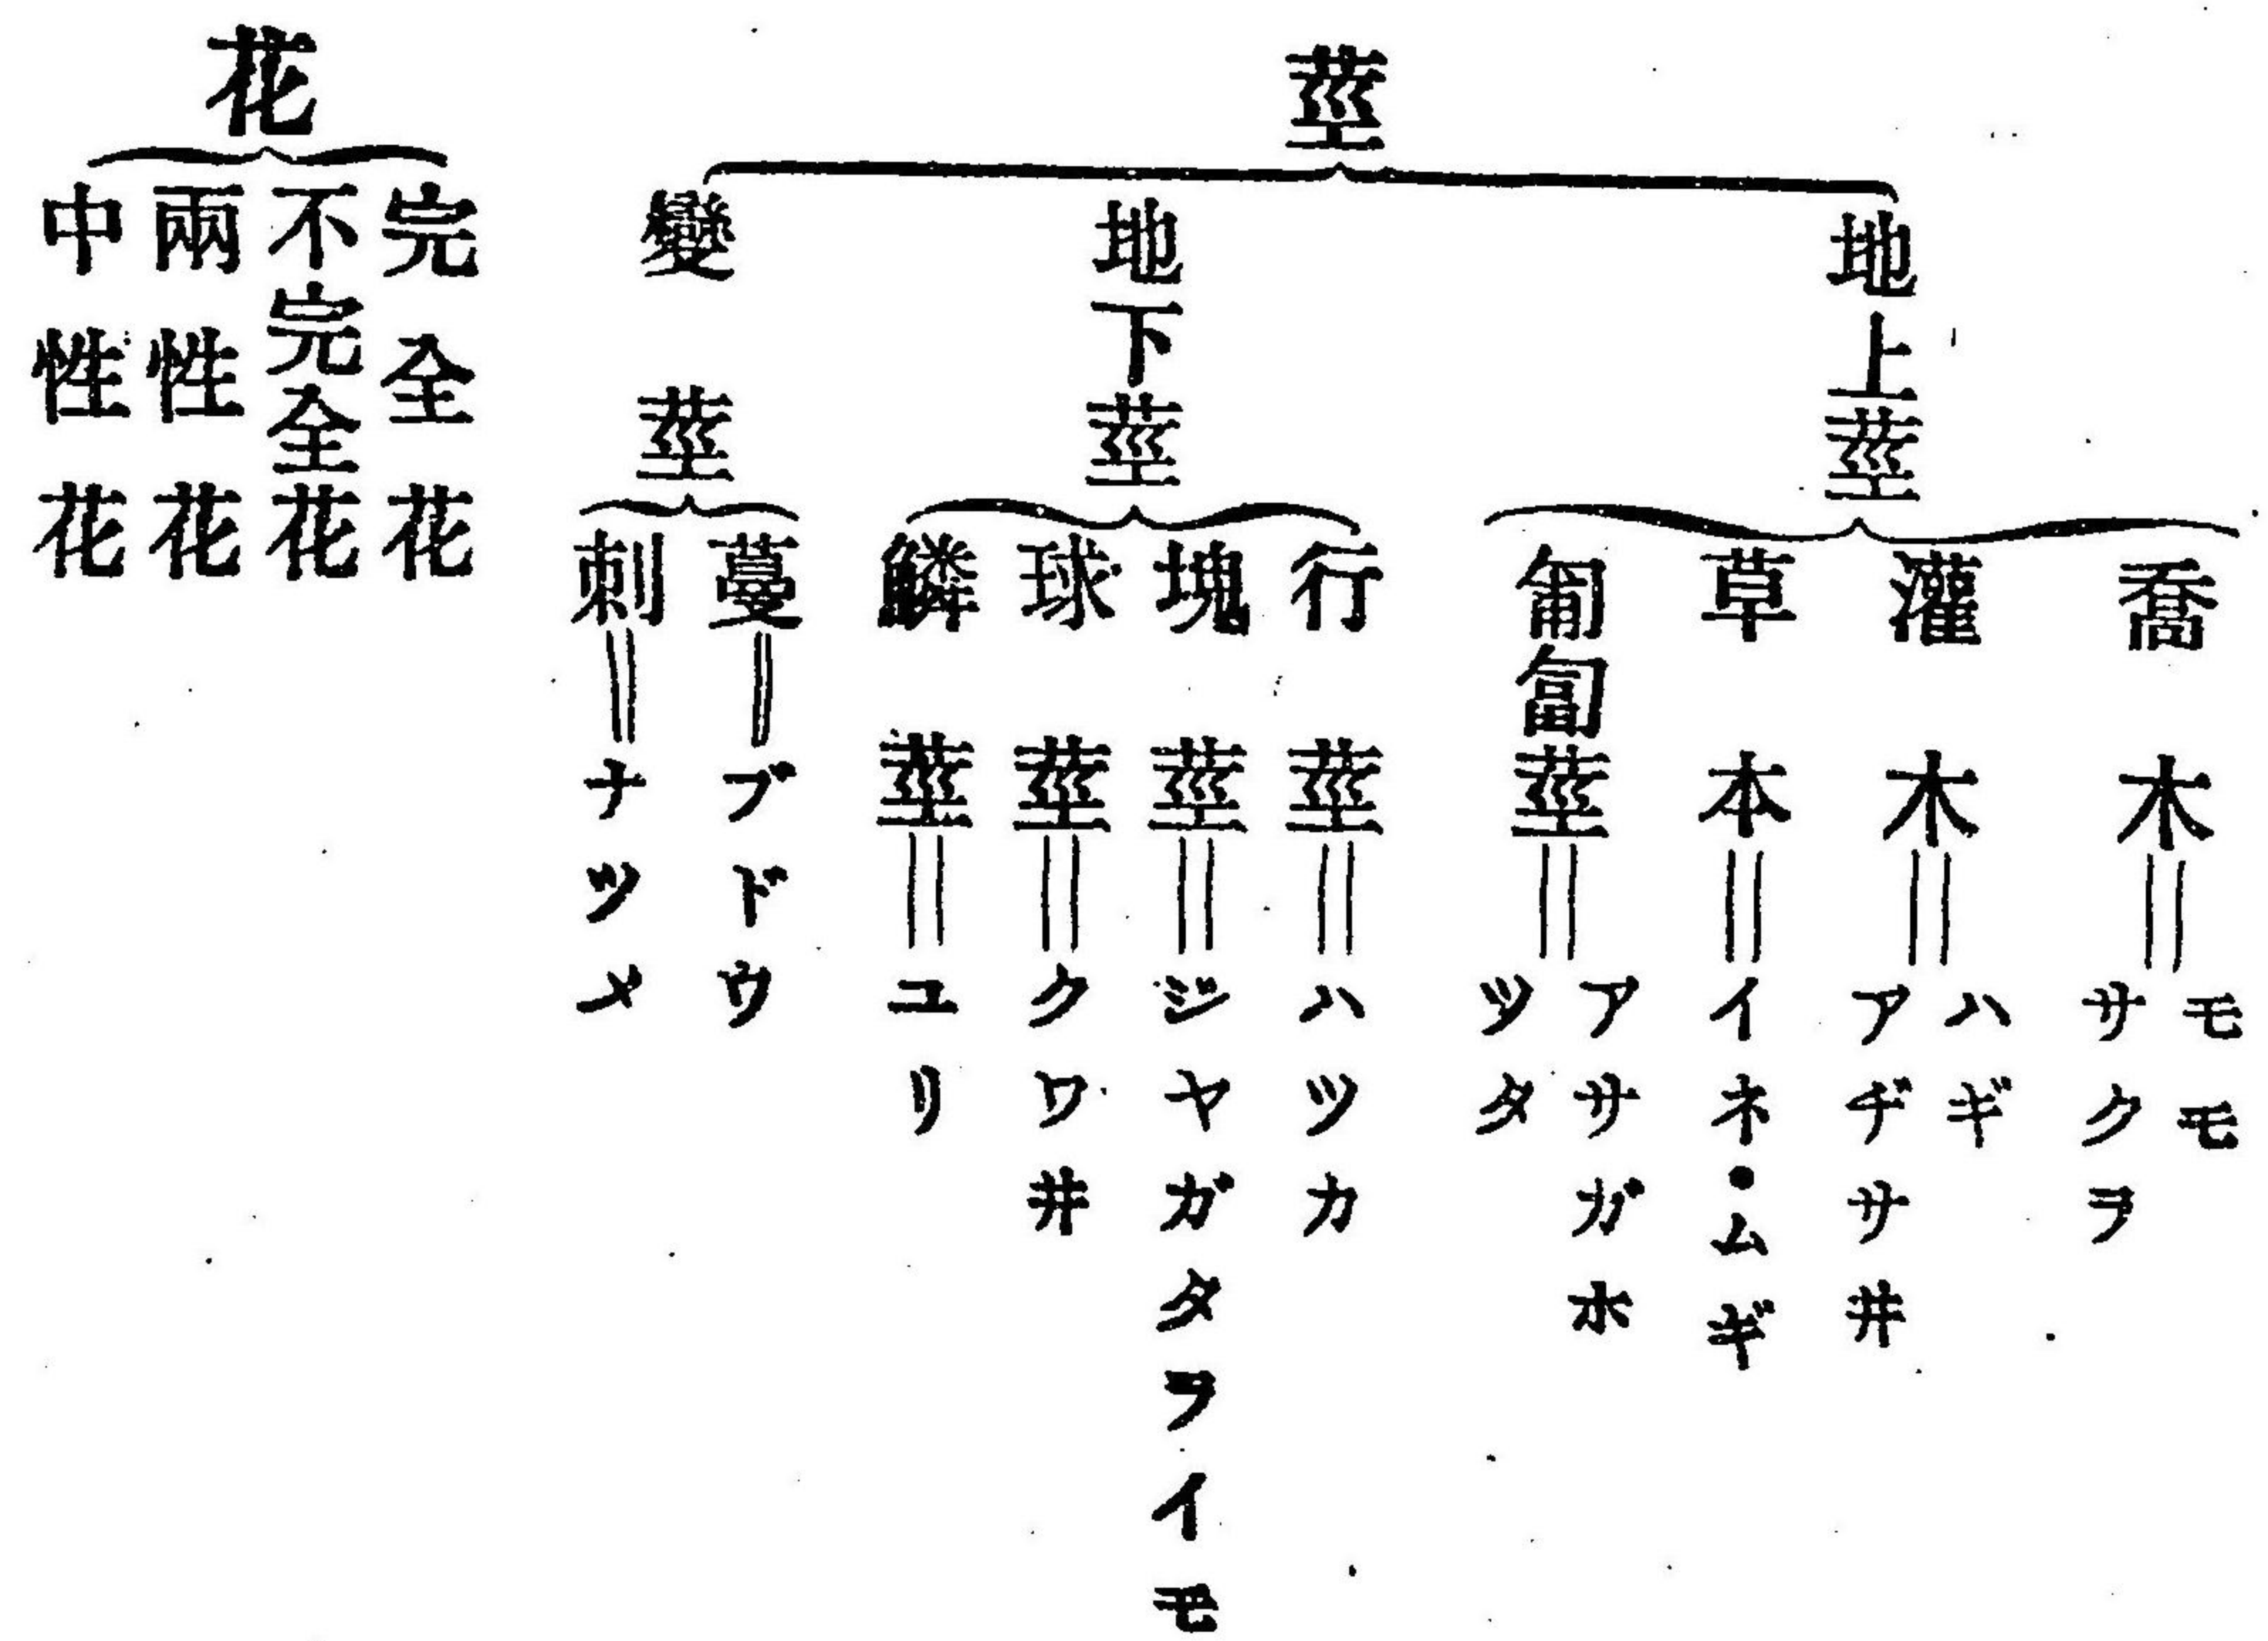 莖
地上莖
喬木
モモ
サクヲ
灌木
ハギ
アヂサ井
草本
イネ・ムギ
匍匐莖
アサガホ
ツタ
地下莖
行莖
ハツカ
塊莖
ジヤガタヲイモ
球莖
クワ井
鱗莖
ユリ
變莖
蔓
ブドウ
刺
ナツメ
花
完全花
不完全花
兩性花
中性花